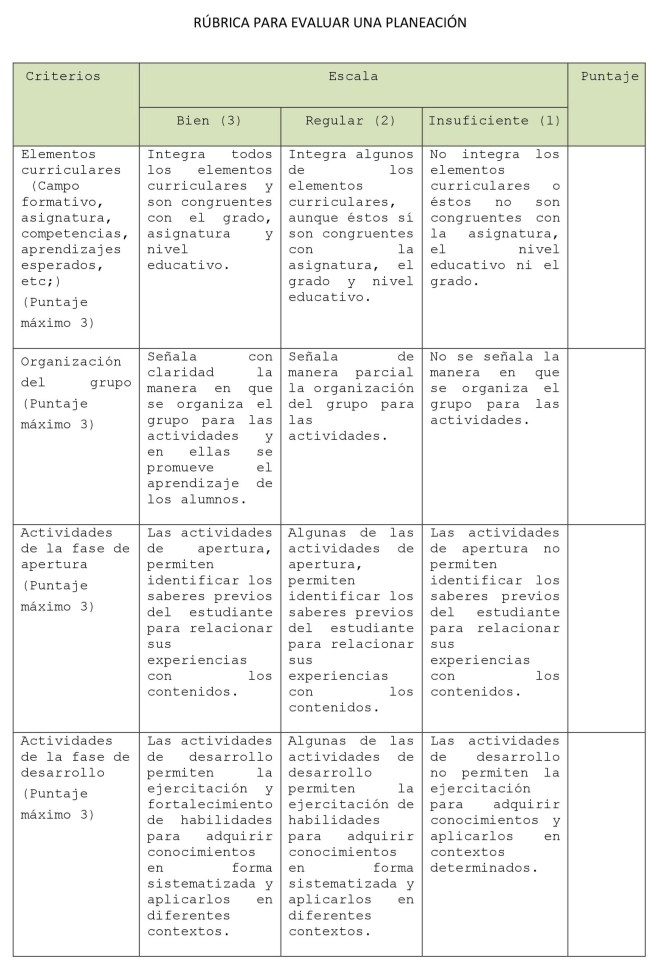 RÚBRICA PARA EVALUAR UNA PLANEACIÓN
Criterios
Escala
Puntaje
Bien (3)
Regular (2)
Insuficiente (1)
Elementos
curriculares
(Campo
formativo,
asignatura,
competencias,
aprendizajes
esperados,
etc;)
(Puntaje
máximo 3)
Integra todos
los elementos
curriculares y
son congruentes
con el grado,
asignatura y
nivel
educativo.
Integra algunos
de los
elementos
curriculares,
aunque éstos sí
son congruentes
con la
asignatura, el
grado y nivel
educativo.
No integra los
elementos
curriculares o
éstos no son
congruentes con
la asignatura,
el nivel
educativo ni el
grado.
Organización
del grupo
(Puntaje
máximo 3)
Señala con
claridad la
manera en que
se organiza el
grupo para las
actividades y
en ellas se
promueve el
aprendizaje de
los alumnos.
Señala de
manera parcial
la organización
del grupo para
las
actividades.
No se señala la
manera en que
se organiza el
grupo para las
actividades.
Actividades
de la fase de
apertura
(Puntaje
máximo 3)
Las actividades
de apertura,
permiten
identificar los
saberes previos
del estudiante
para relacionar
sus
experiencias
con los
contenidos.
Algunas de las
actividades de
apertura,
permiten
identificar los
saberes previos
del estudiante
para relacionar
sus
experiencias
con los
contenidos.
Las actividades
de apertura no
permiten
identificar los
saberes previos
del estudiante
para relacionar
sus
experiencias
con los
contenidos.
Actividades
de la fase de
desarrollo
(Puntaje
máximo 3)
Las actividades
de desarrollo
permiten la
ejercitación y
fortalecimiento
de habilidades
para adquirir
conocimientos
en forma
sistematizada y
aplicarlos en
diferentes
contextos.
Algunas de las
actividades de
desarrollo
permiten la
ejercitación de
habilidades
para adquirir
conocimientos
en forma
sistematizada y
aplicarlos en
diferentes
contextos.
Las actividades
de desarrollo
no permiten la
ejercitación
para adquirir
conocimientos y
aplicarlos en
contextos
determinados.